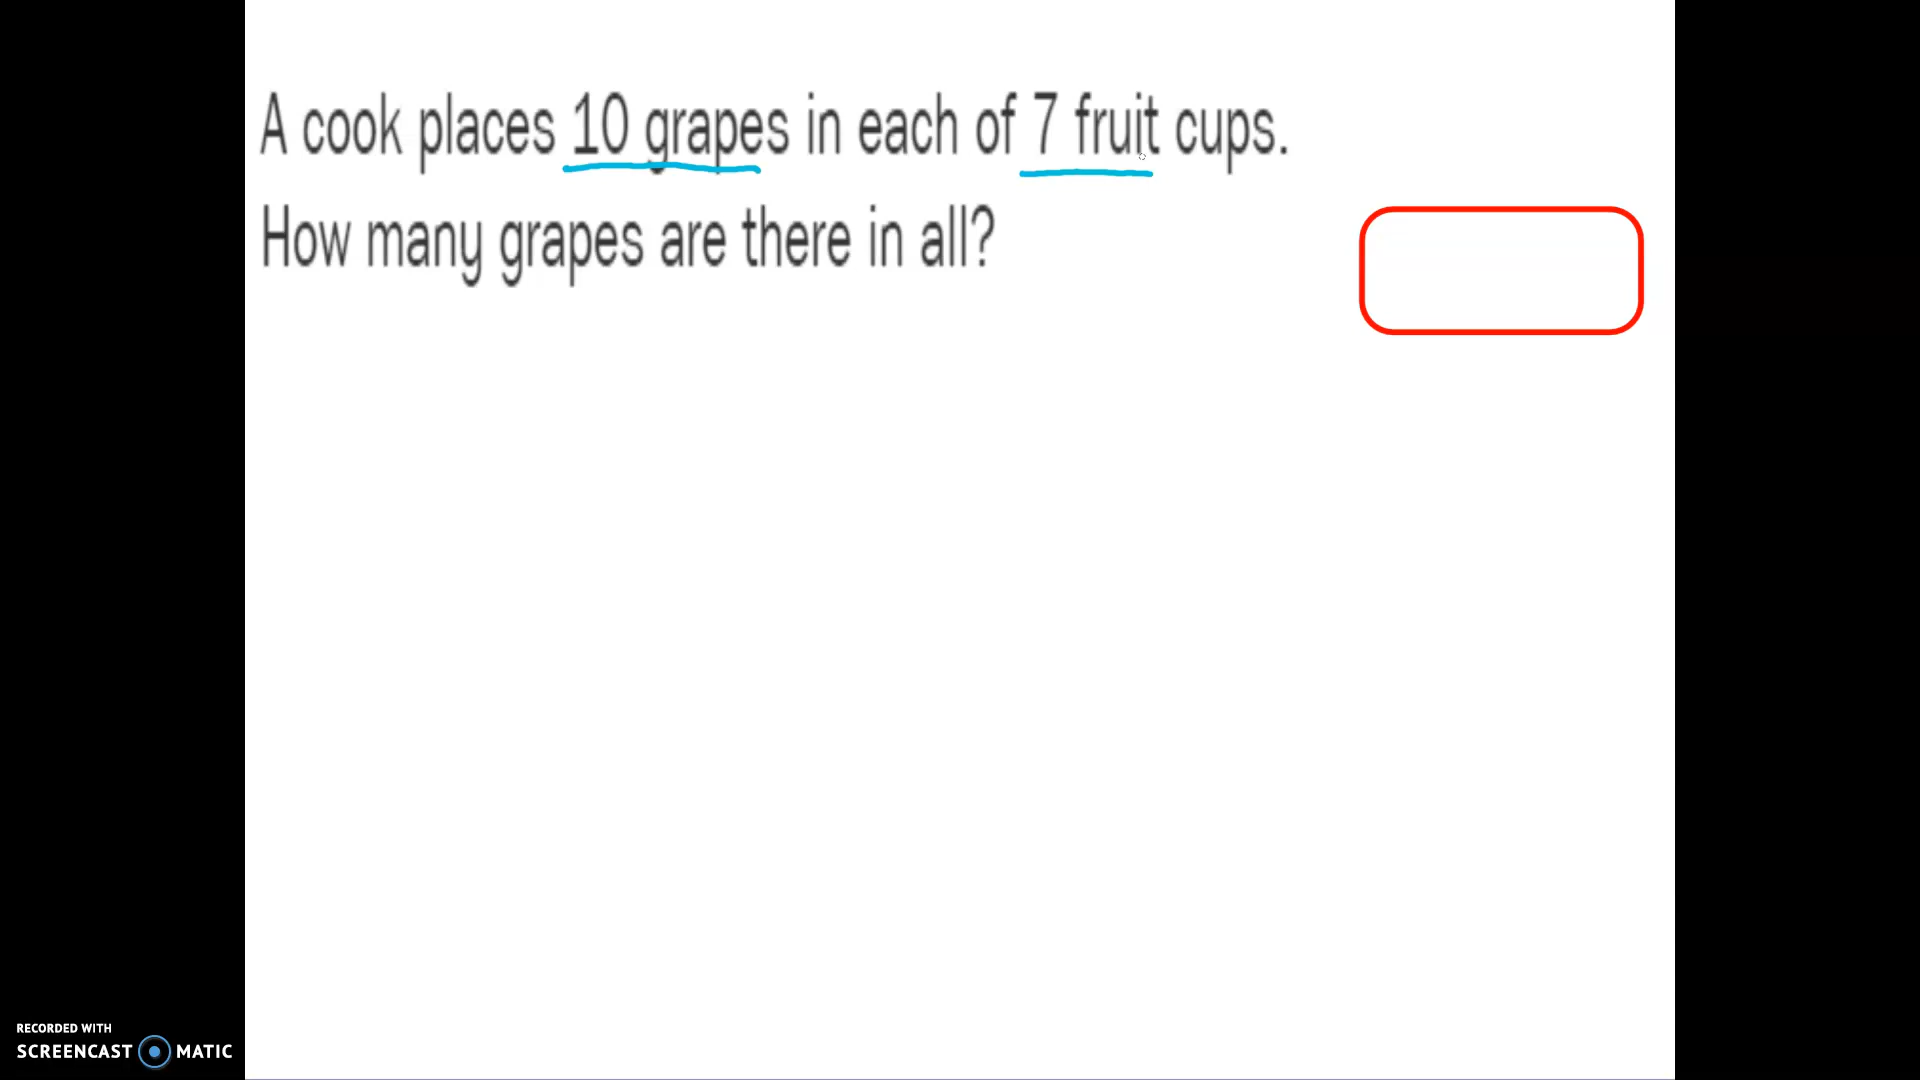 A cook places 10 grapes in each of 7 fruit cups.
How many grapes are there in all?
RECORDED WITH
SCREENCAST MATIC